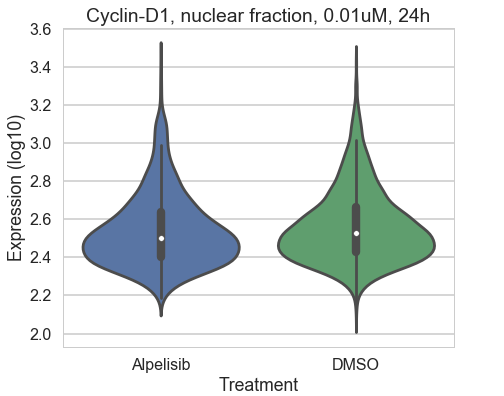 Cyclin-D1, nuclear fraction, 0.01uM, 24h
3.6
3.4
3.2
3.0
2.8
2.6
2.4
2.2
2.0
Expression (log10)
Alpelisib
DMSO
Treatment